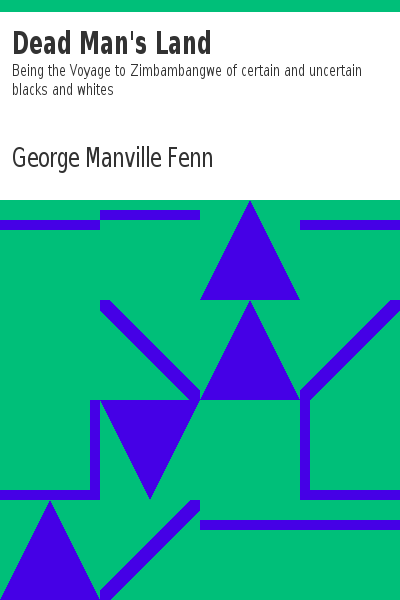 Dead Man's Land
Being the Voyage to Zimbambangwe of certain and uncertain
blacks and whites
George Manville Fenn